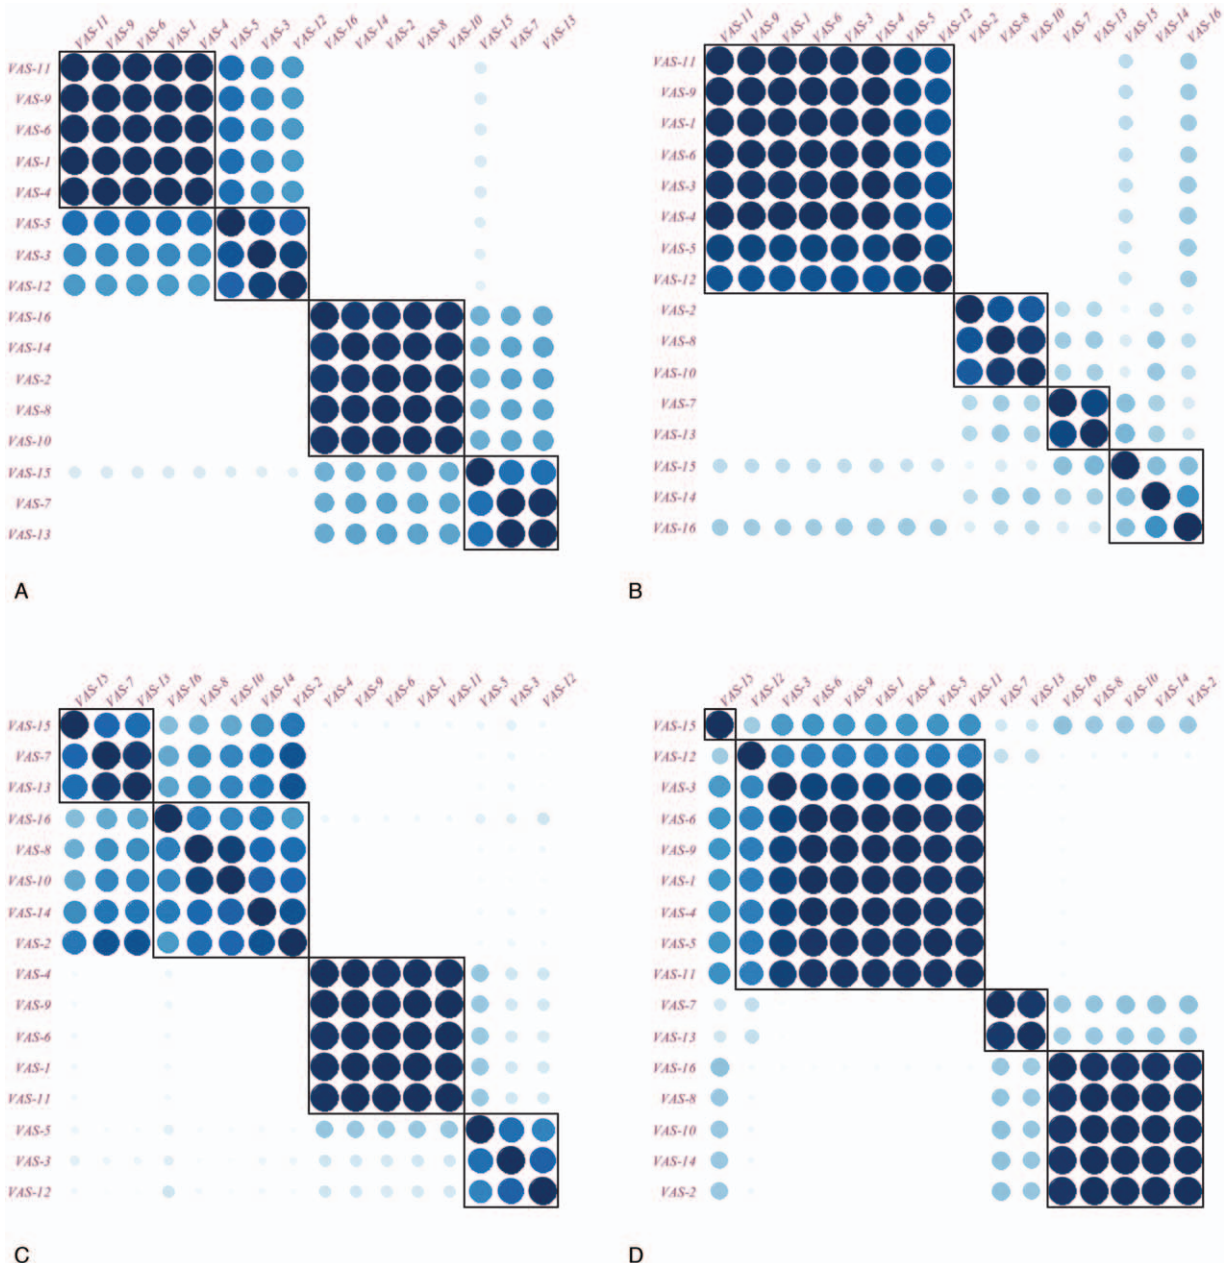 VAS-11 VAS-9 VAS-6 VAS-1 VAS-4 VAS-5 VAS-3 VAS-12 VAS-16 VAS-14 VAS-2 VAS-8 VAS-10 VAS-15 VAS-7 VAS-13
VAS-11
VAS-9
VAS-6
VAS-1
VAS-4
VAS-5
VAS-3
VAS-12
VAS-16
VAS-14
VAS-2
VAS-8
VAS-10
VAS-15
VAS-7
VAS-13
A
VAS-11 VAS-9 VAS-1 VAS-6 VAS-3 VAS-4 VAS-5 VAS-12 VAS-2 VAS-8 VAS-10 VAS-7 VAS-13 VAS-15 VAS-14 VAS-16
VAS-11
VAS-9
VAS-1
VAS-6
VAS-3
VAS-4
VAS-5
VAS-12
VAS-2
VAS-8
VAS-10
VAS-7
VAS-13
VAS-15
VAS-14
VAS-16
B
VAS-15 VAS-7 VAS-13 VAS-16 VAS-8 VAS-10 VAS-14 VAS-2 VAS-4 VAS-9 VAS-6 VAS-1 VAS-11 VAS-5 VAS-3 VAS-12
VAS-15
VAS-7
VAS-13
VAS-16
VAS-8
VAS-10
VAS-14
VAS-2
VAS-4
VAS-9
VAS-6
VAS-1
VAS-11
VAS-5
VAS-3
VAS-12
C
VAS-15 VAS-12 VAS-3 VAS-6 VAS-9 VAS-1 VAS-4 VAS-5 VAS-11 VAS-7 VAS-13 VAS-16 VAS-8 VAS-10 VAS-14 VAS-2
VAS-15
VAS-12
VAS-3
VAS-6
VAS-9
VAS-1
VAS-4
VAS-5
VAS-11
VAS-7
VAS-13
VAS-16
VAS-8
VAS-10
VAS-14
VAS-2
D